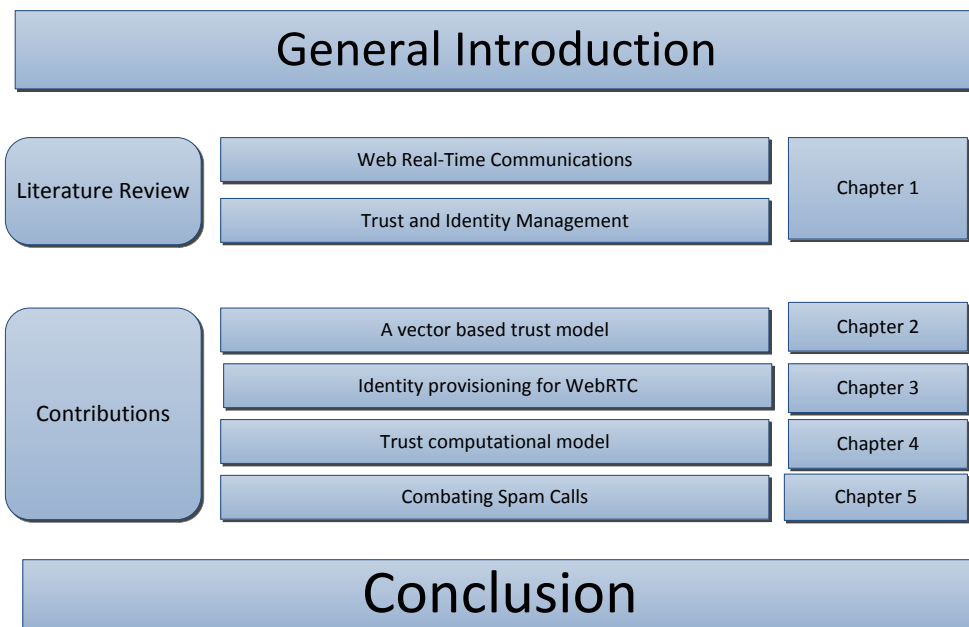 General Introduction
Literature Review
Web Real-Time Communications
Trust and Identity Management
Chapter 1
Contributions
A vector based trust model
Chapter 2
Identity provisioning for WebRTC
Chapter 3
Trust computational model
Chapter 4
Combating Spam Calls
Chapter 5
Conclusion